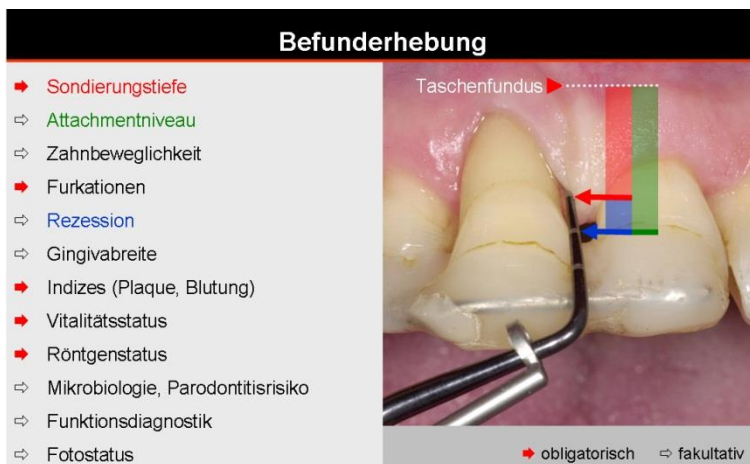 Befunderhebung
Sondierungstiefe
Attachmentniveau
Zahnbeweglichkeit
Furkationen
Rezession
Gingivabreite
Indizes (Plaque, Blutung)
Vitalitätsstatus
Röntgenstatus
Mikrobiologie, Parodontitisrisiko
Funktionsdiagnostik
Fotostatus
Taschenfundus
obligatorisch fakultativ